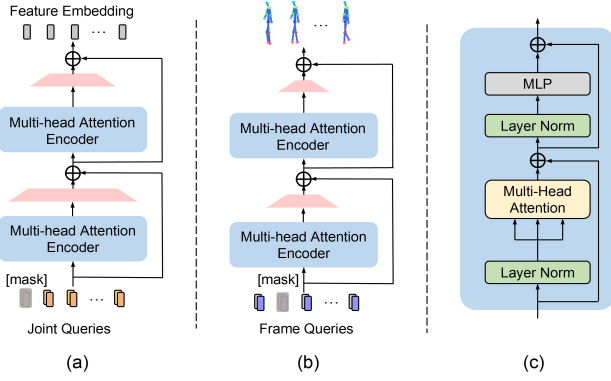 Feature Embedding
...
Multi-head Attention
Encoder
Multi-head Attention
Encoder
[mask]
...
Joint Queries
(a)
...
Multi-head Attention
Encoder
Multi-head Attention
Encoder
[mask]
...
Frame Queries
(b)
MLP
Layer Norm
Multi-Head
Attention
Layer Norm
(c)